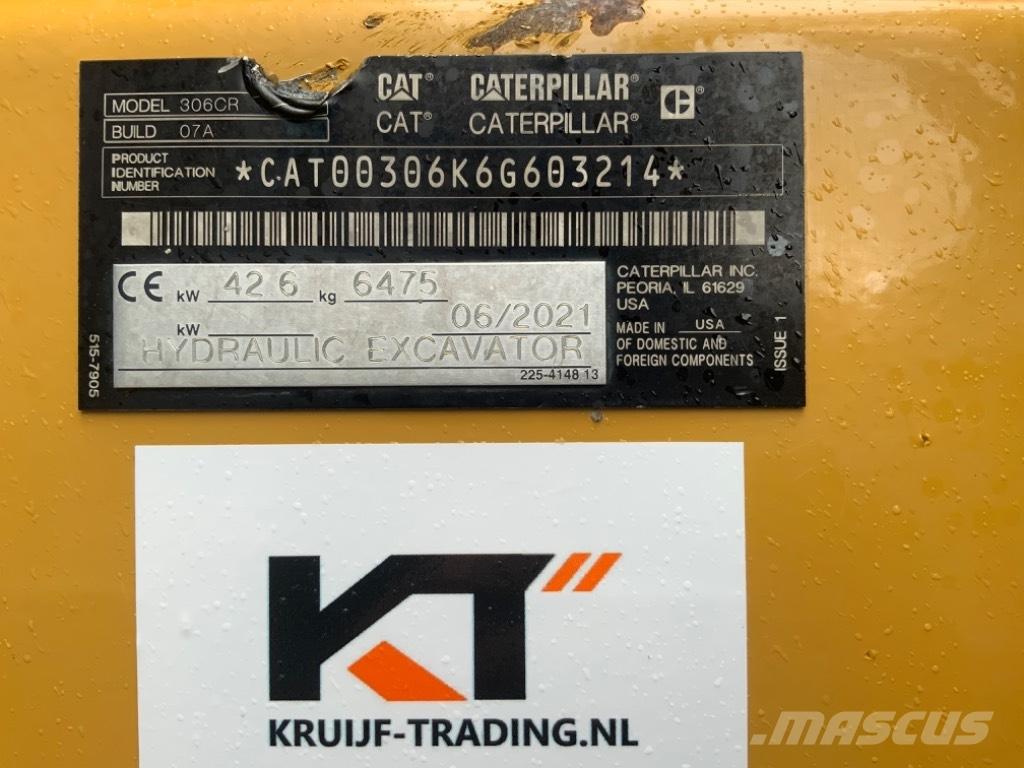 MODEL 306CR
BUILD 07A
CAT® CATERPILLAR®
CAT® CATERPILLAR®
PRODUCT
IDENTIFICATION
NUMBER
*CAT00306K6G603214*
CE kW 42 6 kg 6475
kW 06/2021
HYDRAULIC EXCAVATOR
225-4148 13
515-7905
CATERPILLAR INC.
PEORIA, IL 61629
USA
MADE IN USA
OF DOMESTIC AND
FOREIGN COMPONENTS
ISSUE 1
KT
KRUIJF-TRADING.NL
MASCUS